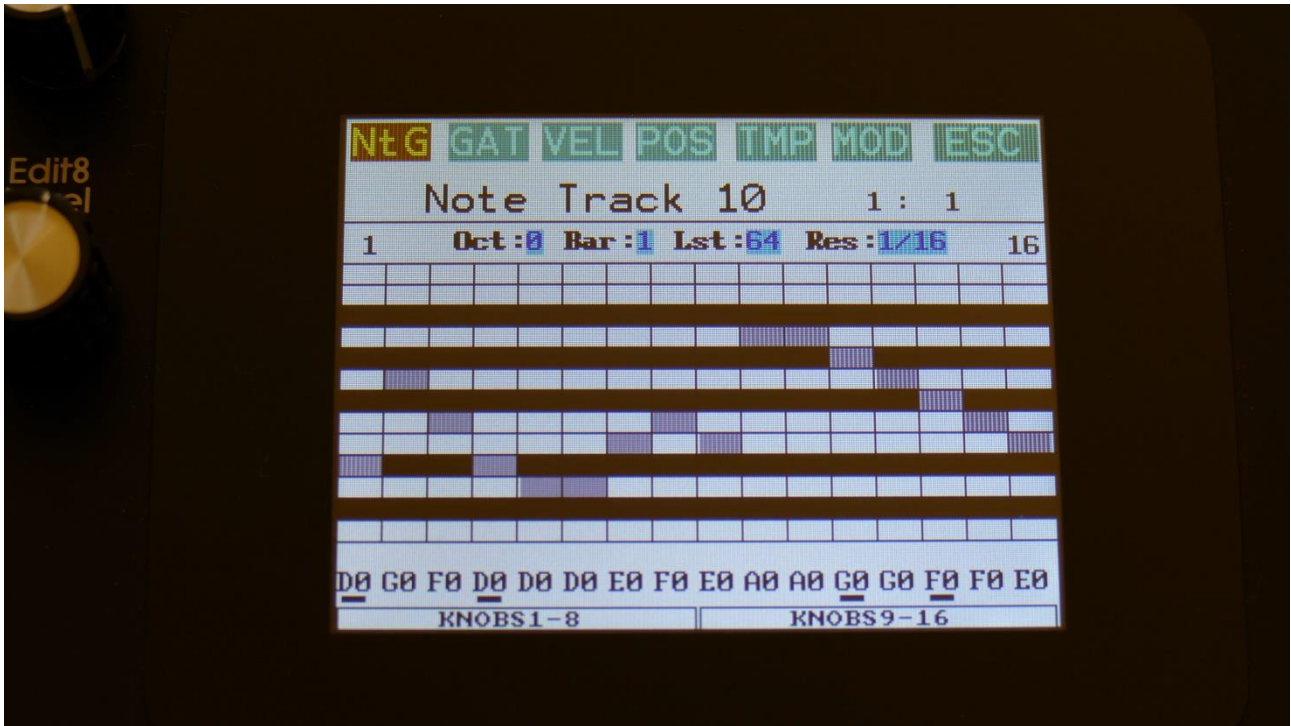 Edit8
el
NtG GAT VEL POS TMP MOD ESC
Note Track 10 1 : 1
1 Oct:0 Bar:1 Lst:64 Res:1/16 16
D0 G0 F0 D0 D0 D0 E0 F0 E0 A0 A0 G0 G0 F0 F0 E0
KNOBS1-8 KNOBS9-16